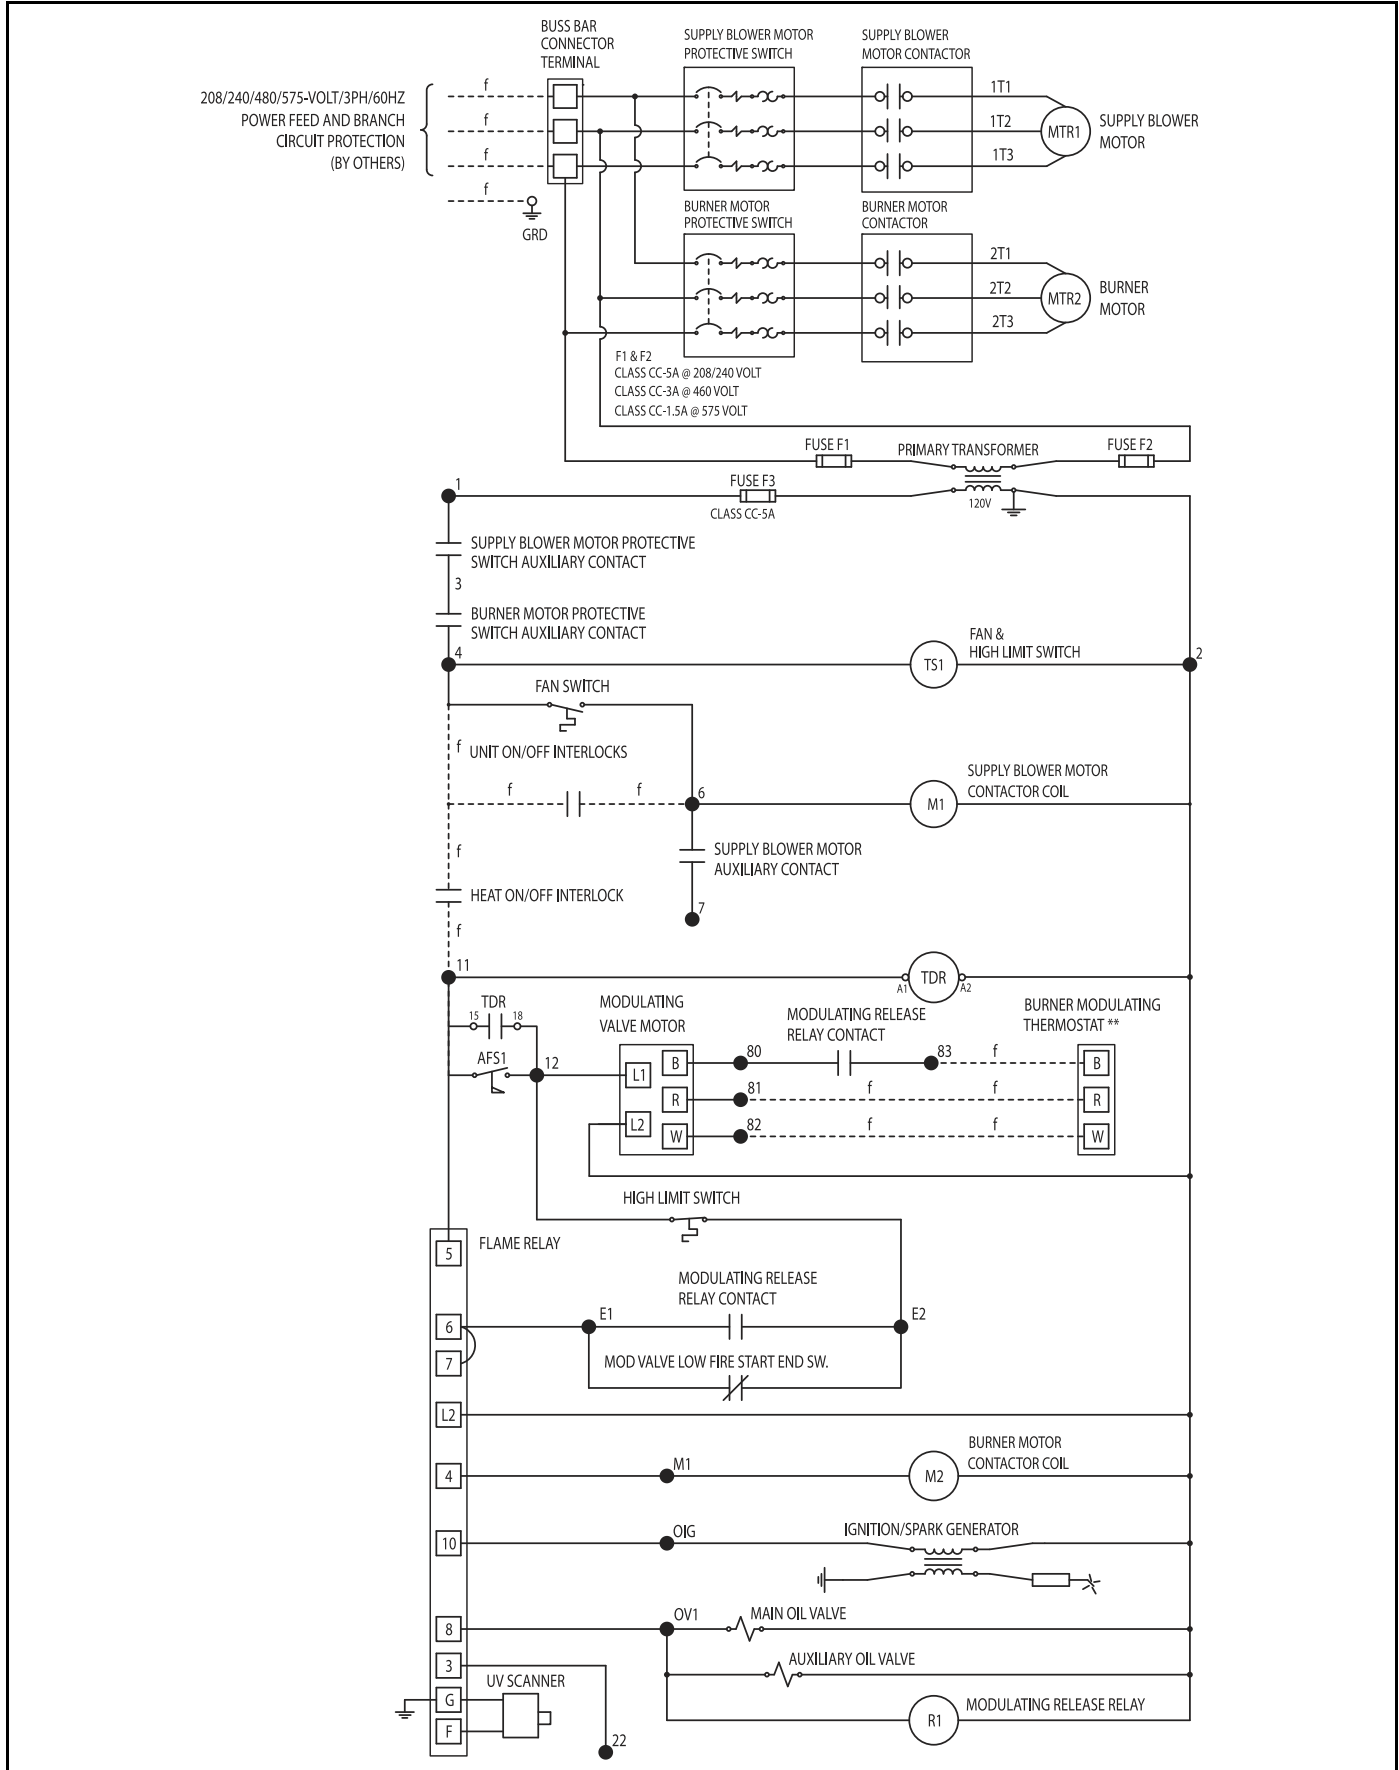 BUSS BAR
CONNECTOR
TERMINAL
SUPPLY BLOWER MOTOR
PROTECTIVE SWITCH
SUPPLY BLOWER
MOTOR CONTACTOR
208/240/480/575-VOLT/3PH/60HZ
POWER FEED AND BRANCH
CIRCUIT PROTECTION
(BY OTHERS)
f
f
f
f
GRD
1T1
1T2
1T3
MTR1
SUPPLY BLOWER
MOTOR
BURNER MOTOR
PROTECTIVE SWITCH
BURNER MOTOR
CONTACTOR
2T1
2T2
2T3
MTR2
BURNER
MOTOR
F1 & F2
CLASS CC-5A @ 208/240 VOLT
CLASS CC-3A @ 460 VOLT
CLASS CC-1.5A @ 575 VOLT
FUSE F1
PRIMARY TRANSFORMER
FUSE F2
1
FUSE F3
CLASS CC-5A
120V
SUPPLY BLOWER MOTOR PROTECTIVE
SWITCH AUXILIARY CONTACT
3
BURNER MOTOR PROTECTIVE
SWITCH AUXILIARY CONTACT
4
TS1
FAN &
HIGH LIMIT SWITCH
2
FAN SWITCH
f
UNIT ON/OFF INTERLOCKS
f
f
6
M1
SUPPLY BLOWER MOTOR
CONTACTOR COIL
f
SUPPLY BLOWER MOTOR
AUXILIARY CONTACT
HEAT ON/OFF INTERLOCK
7
f
11
A1
TDR
A2
TDR
15
18
AFS1
12
MODULATING
VALVE MOTOR
L1
L2
B
R
W
80
81
82
MODULATING RELEASE
RELAY CONTACT
83
f
f
f
f
f
BURNER MODULATING
THERMOSTAT **
B
R
W
HIGH LIMIT SWITCH
FLAME RELAY
5
MODULATING RELEASE
RELAY CONTACT
6
E1
E2
7
MOD VALVE LOW FIRE START END SW.
L2
4
M1
M2
BURNER MOTOR
CONTACTOR COIL
10
OIG
IGNITION/SPARK GENERATOR
8
OV1
MAIN OIL VALVE
3
AUXILIARY OIL VALVE
G
UV SCANNER
F
22
R1
MODULATING RELEASE RELAY